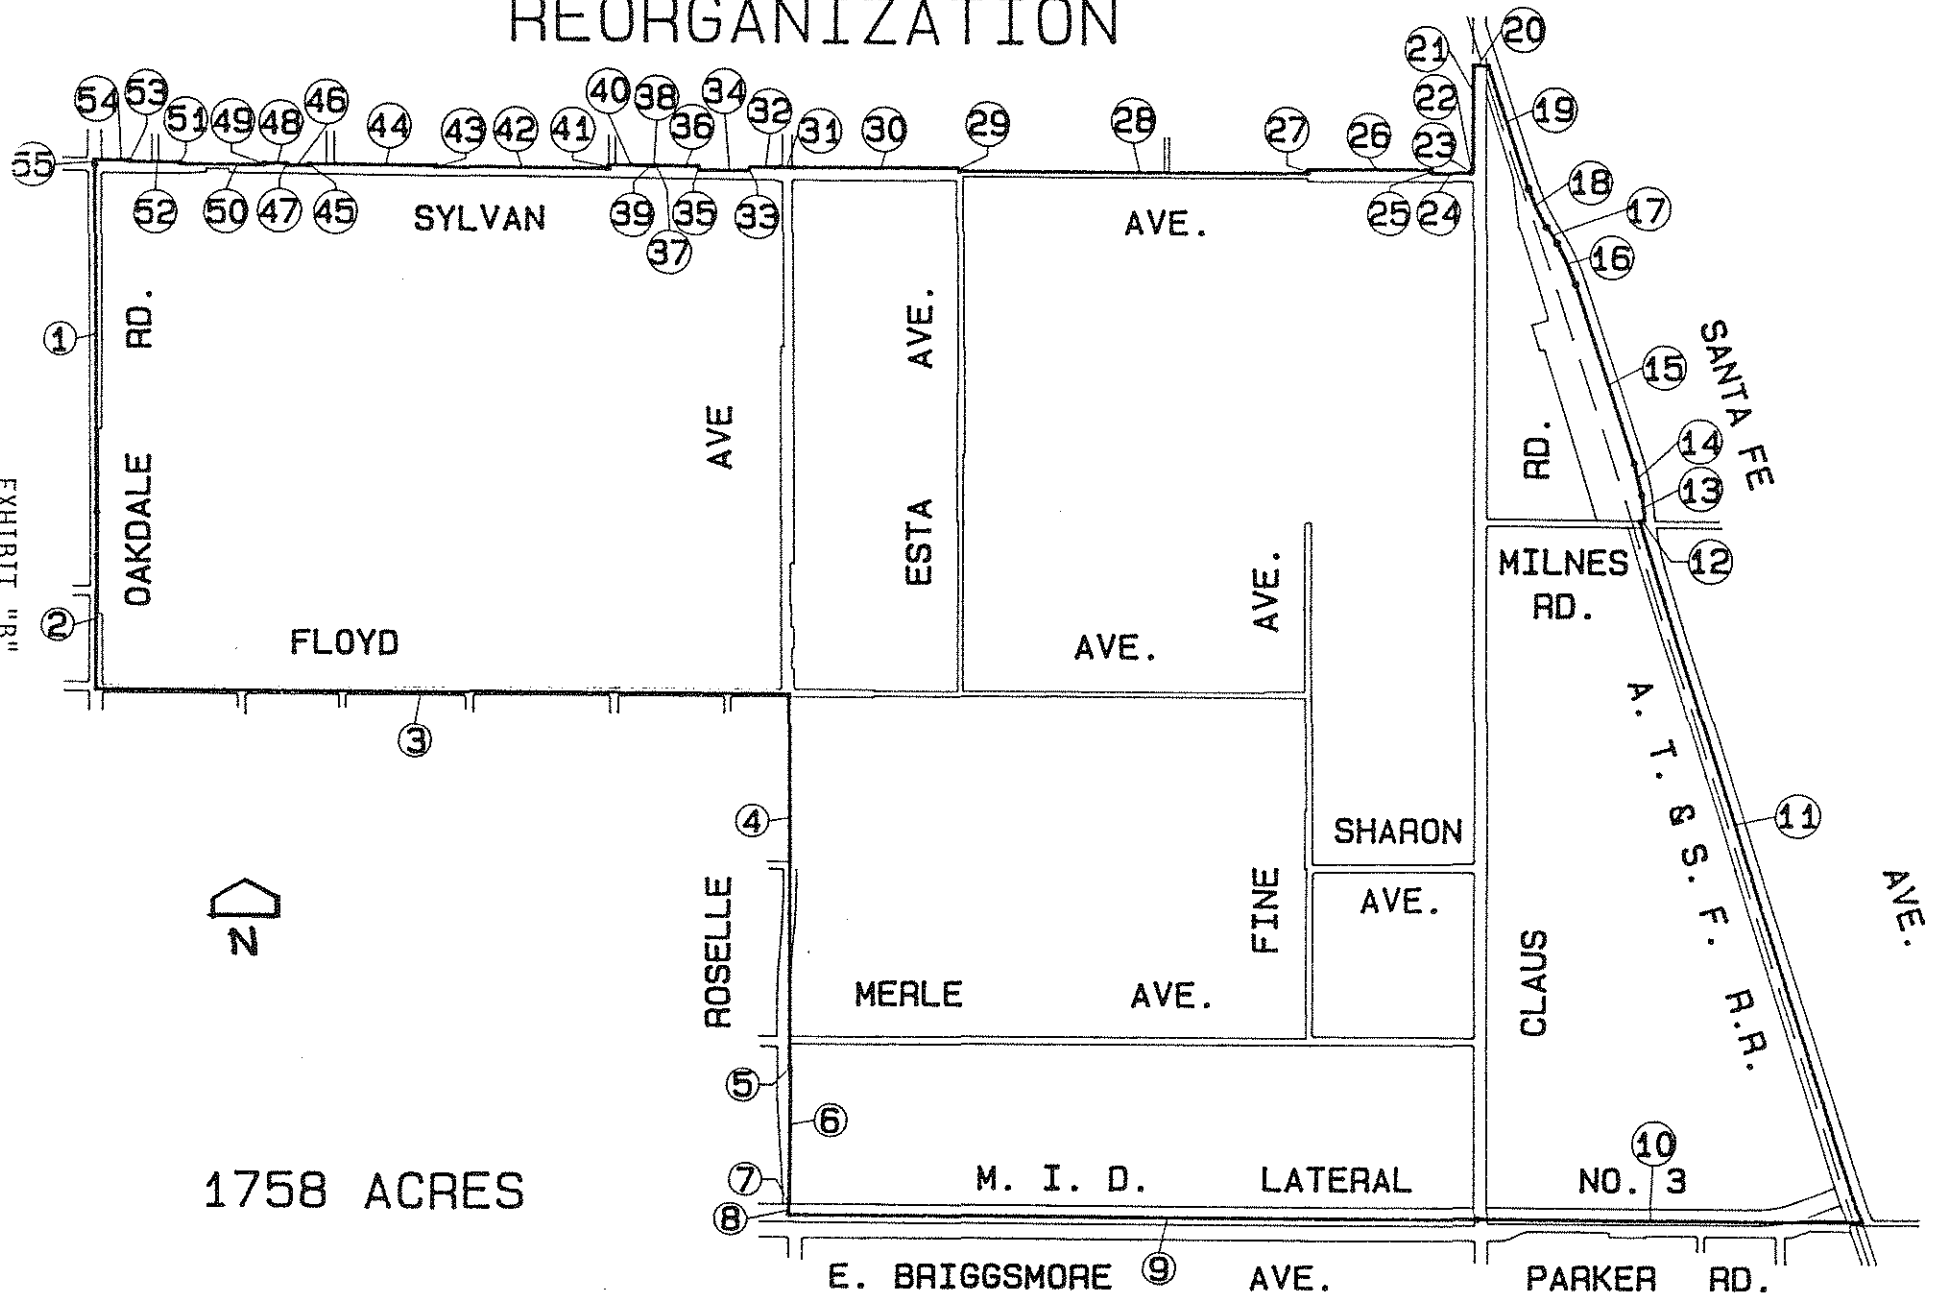 REORGANIZATION
20
21
22
19
54
53
51
49
48
46
44
43
42
41
40
38
36
34
32
31
30
29
28
27
26
23
55
52
50
47
45
39
37
35
33
25
24
18
17
16
SYLVAN
AVE.
1
RD.
AVE.
15
SANTA FE
AVE
RD.
14
13
OAKDALE
ESTA
AVE.
MILNES
RD.
12
EXHIBIT "B"
2
FLOYD
AVE.
3
A. T. & S. F. R.R.
4
SHARON
11
ROSELLE
FINE
AVE.
AVE.
CLAUS
N
MERLE
AVE.
5
6
1758 ACRES
7
8
M. I. D.
LATERAL
10
NO. 3
9
E. BRIGGSMORE
AVE.
PARKER
RD.